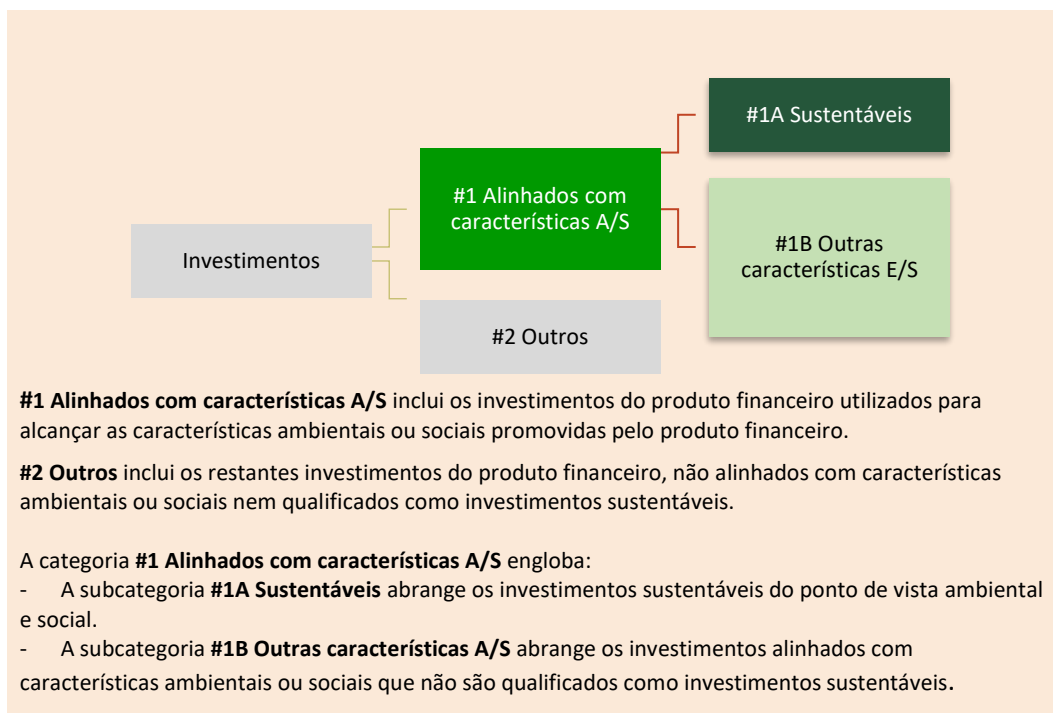 #1A Sustentáveis
#1 Alinhados com
características A/S
#1B Outras
características E/S
Investimentos
#2 Outros
#1 Alinhados com características A/S inclui os investimentos do produto financeiro utilizados para
alcançar as características ambientais ou sociais promovidas pelo produto financeiro.
#2 Outros inclui os restantes investimentos do produto financeiro, não alinhados com características
ambientais ou sociais nem qualificados como investimentos sustentáveis.
A categoria #1 Alinhados com características A/S engloba:
- A subcategoria #1A Sustentáveis abrange os investimentos sustentáveis do ponto de vista ambiental
e social.
- A subcategoria #1B Outras características A/S abrange os investimentos alinhados com
características ambientais ou sociais que não são qualificados como investimentos sustentáveis.